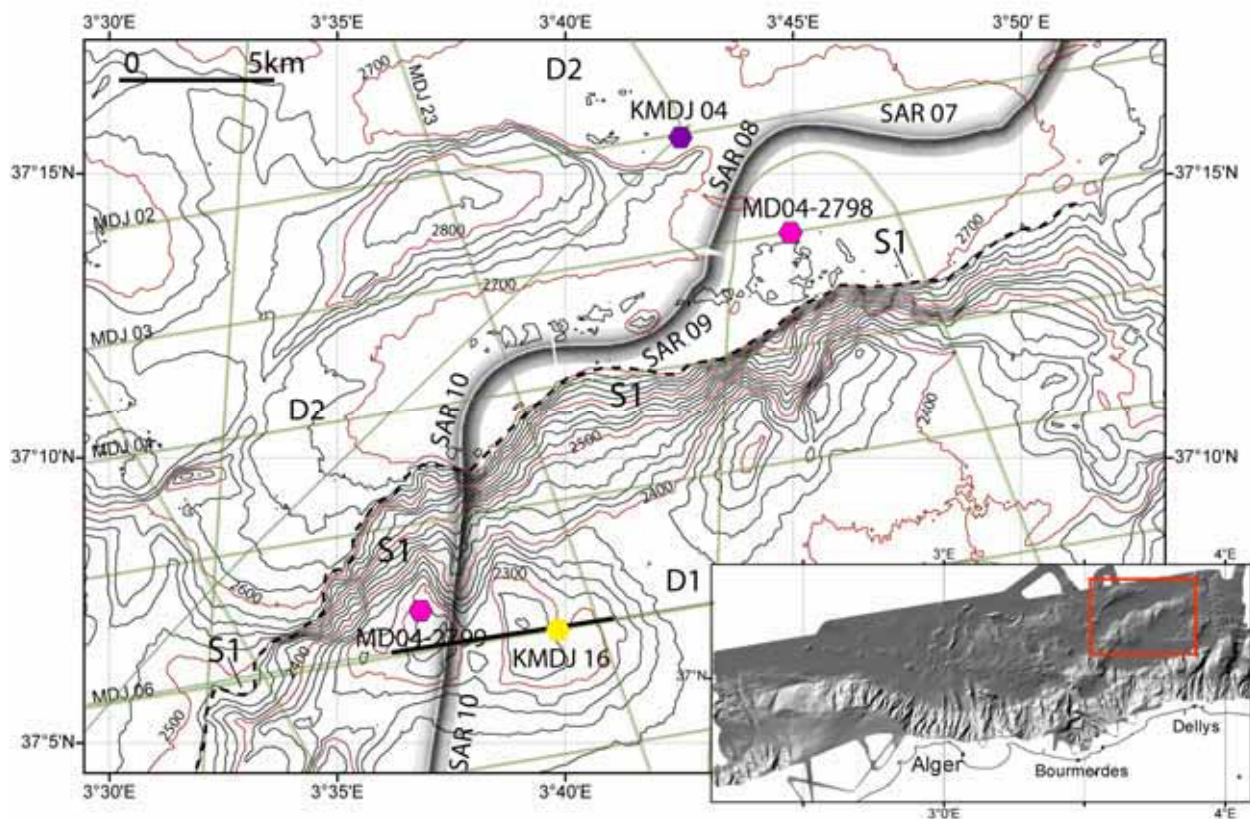 3°30'E 3°35'E 3°40'E 3°45'E 3°50' E
0 5km
2700
MDJ 23
D2
KMDJ 04
SAR 07
SAR 08
37°15'N 37°15'N
MD04-2798
MDJ 02
2800
S1
2700
2700
MDJ 03
SAR 09
S1
2400
D2
SAR 10
MDJ 04
2500
37°10'N 37°10'N
2400
S1
2600
2300
D1
MD04-2799
KMDJ 16
S1
2400
MDJ 06
2500
SAR 10
37°5'N
3°30'E 3°35'E 3°40'E
3°E 4°E
37°N
Dellys
Alger
Bourmerdes
3°0'E 4°E